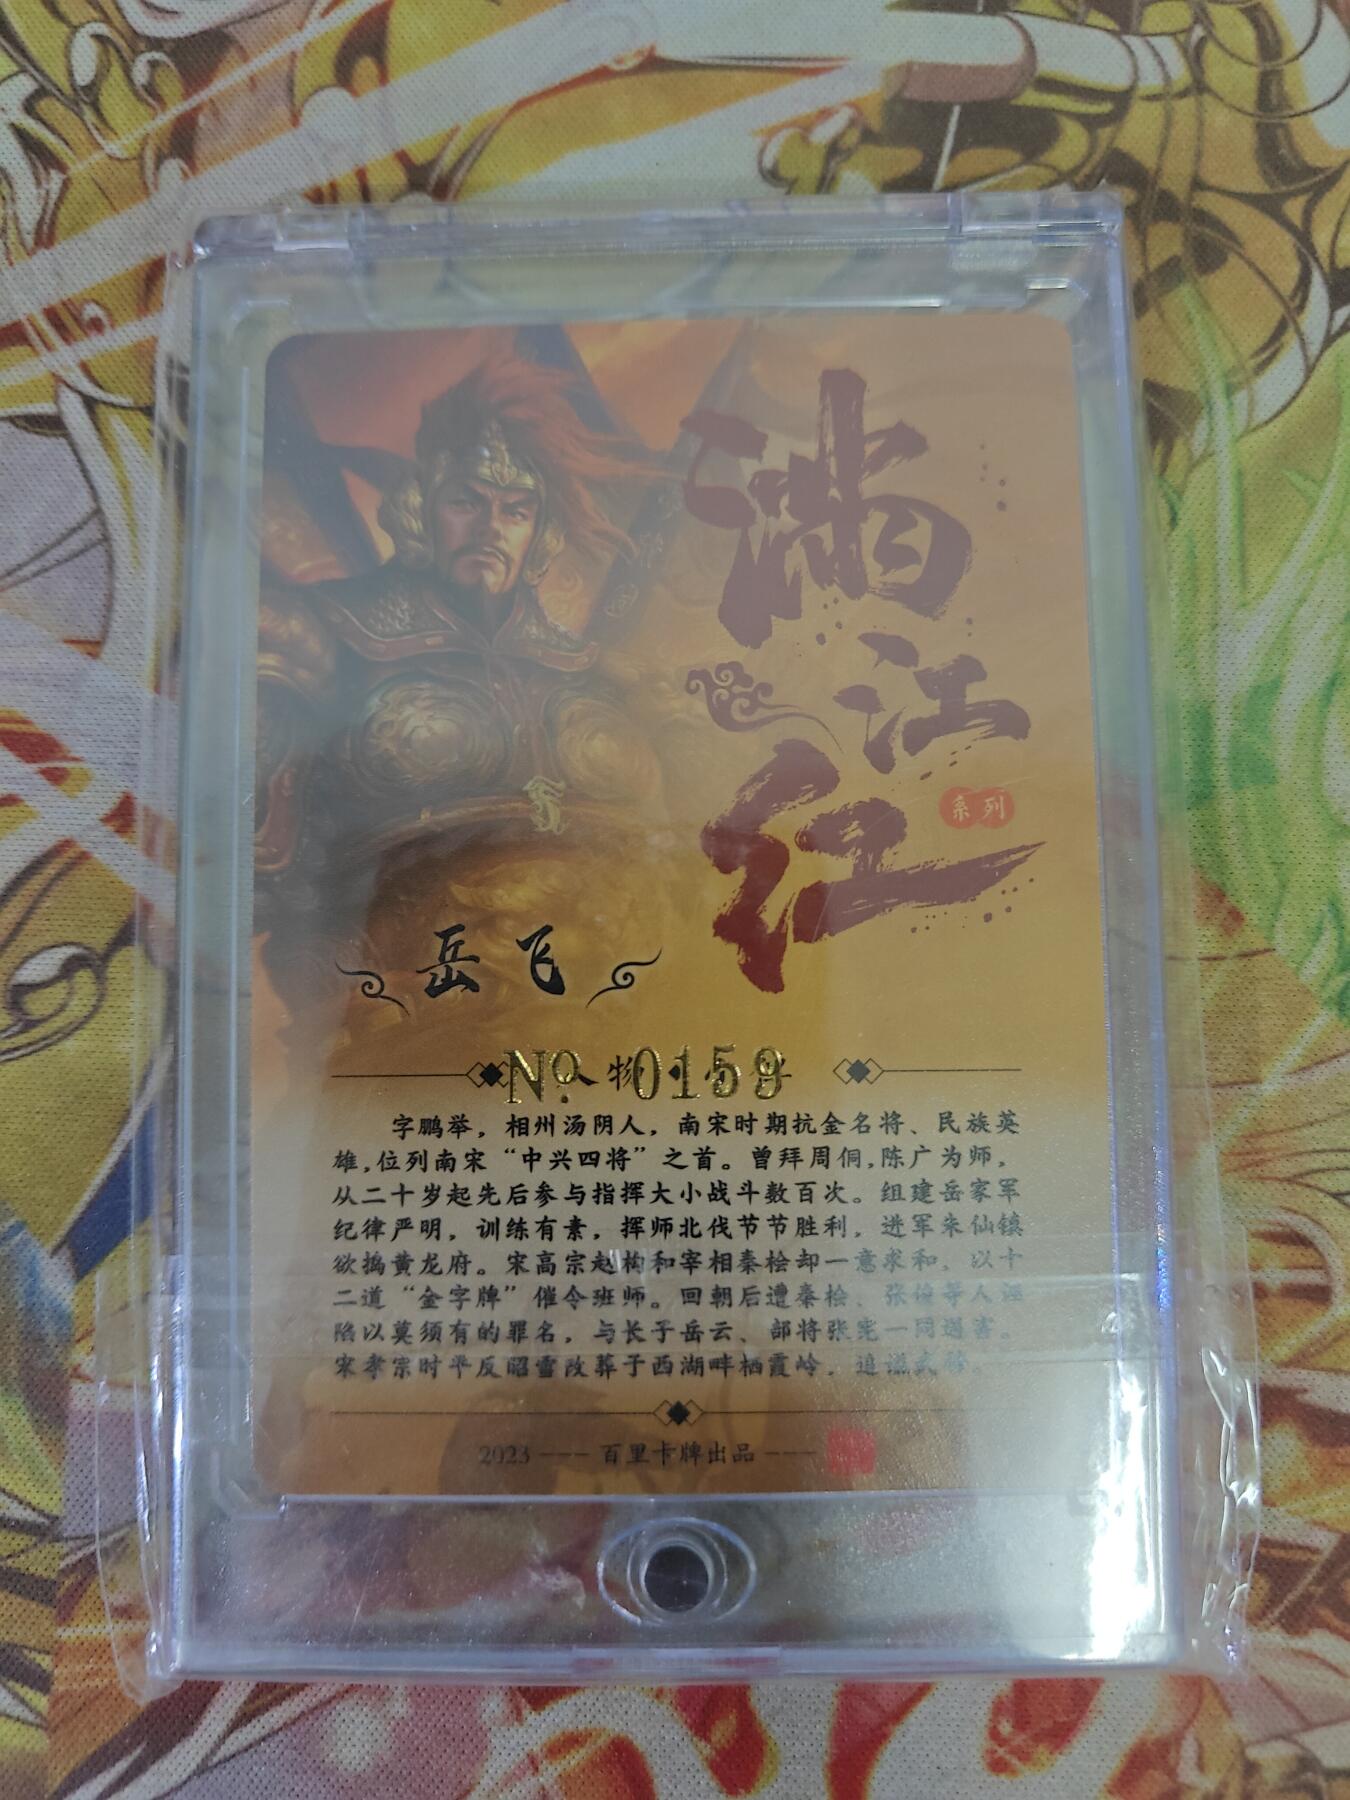 满江红
系列
岳飞
人物
No. 0159
字鹏举，相州汤阴人，南宋时期抗金名将、民族英
雄,位列南宋“中兴四将”之首。曾拜周侗,陈广为师，
从二十岁起先后参与指挥大小战斗数百次。组建岳家军
纪律严明，训练有素，挥师北伐节节胜利，进军朱仙镇
欲捣黄龙府。宋高宗赵构和宰相秦桧却一意求和，以十
二道“金字牌”催令班师。回朝后遭秦桧、张俊等人诬
陷以莫须有的罪名，与长子岳云、部将张宪一同遇害。
宋孝宗时平反昭雪改葬于西湖畔栖霞岭，追谥武穆。
2023 --- 百里卡牌出品 ---